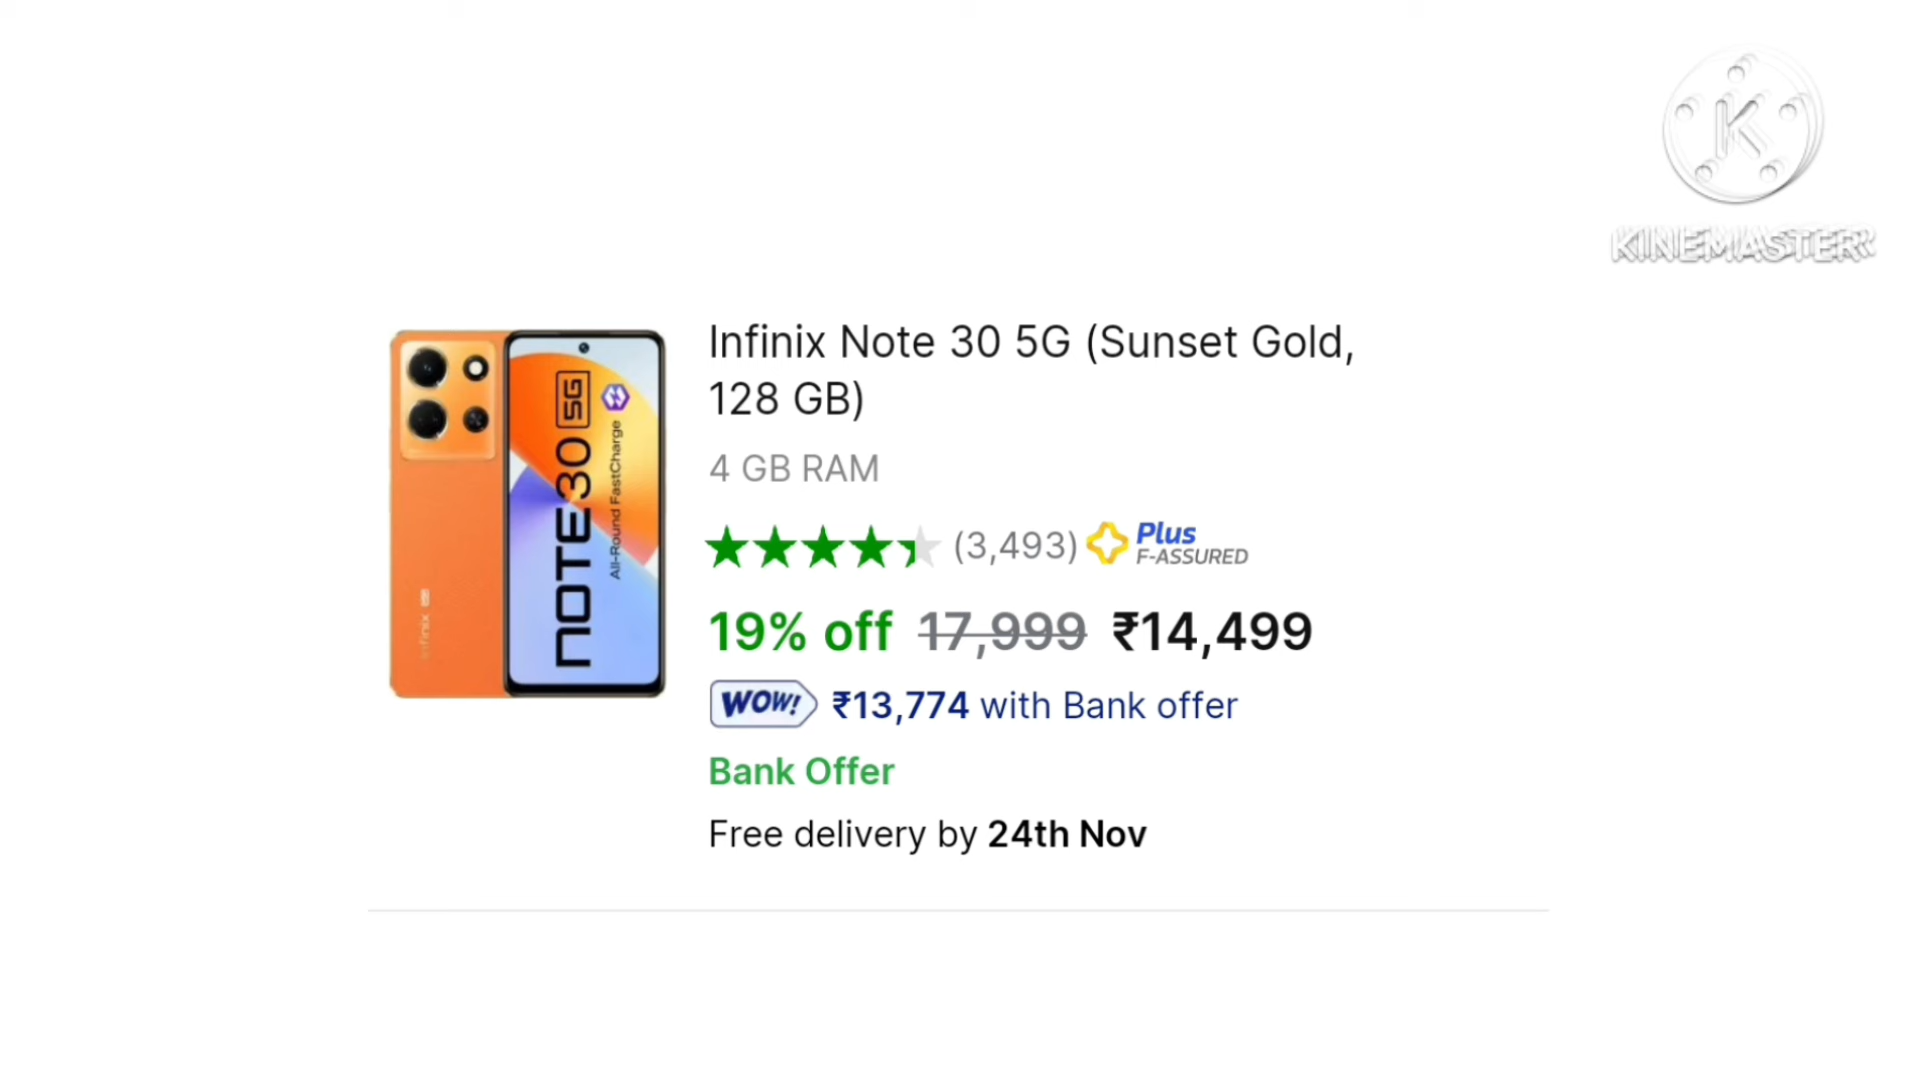 KINEMASTER
Infinix Note 30 5G (Sunset Gold,
128 GB)
4 GB RAM
(3,493) Plus
F-ASSURED
19% off 17,999 ₹14,499
WOW! ₹13,774 with Bank offer
Bank Offer
Free delivery by 24th Nov
NOTE 30 5G
All-Round FastCharge
Infinix